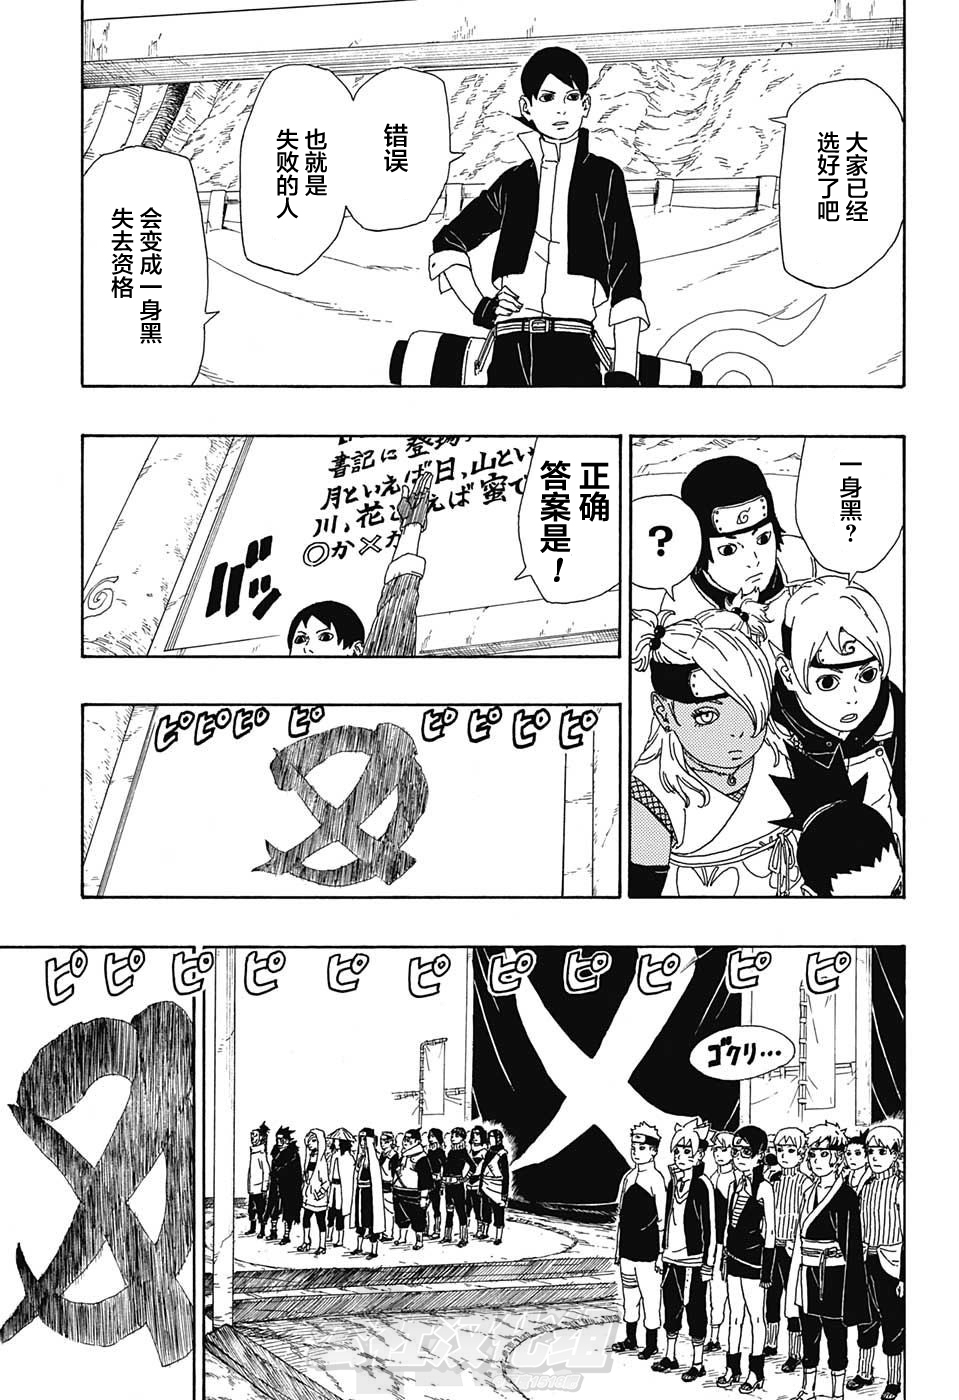 大家已经
选好了吧
错误
也就是
失败的人
会变成一身黑
失去资格
一身黑?
?
正确
答案是!
書記に登場
月といえば日、山とい
川、花といえば蜜で
○か×か
バッ
ピ ピ ピ ピ ピ ピ ピ ピ
ピ ピ ピ ピ ピ ピ ピ ピ ピ ピ ピ
ゴクリ…